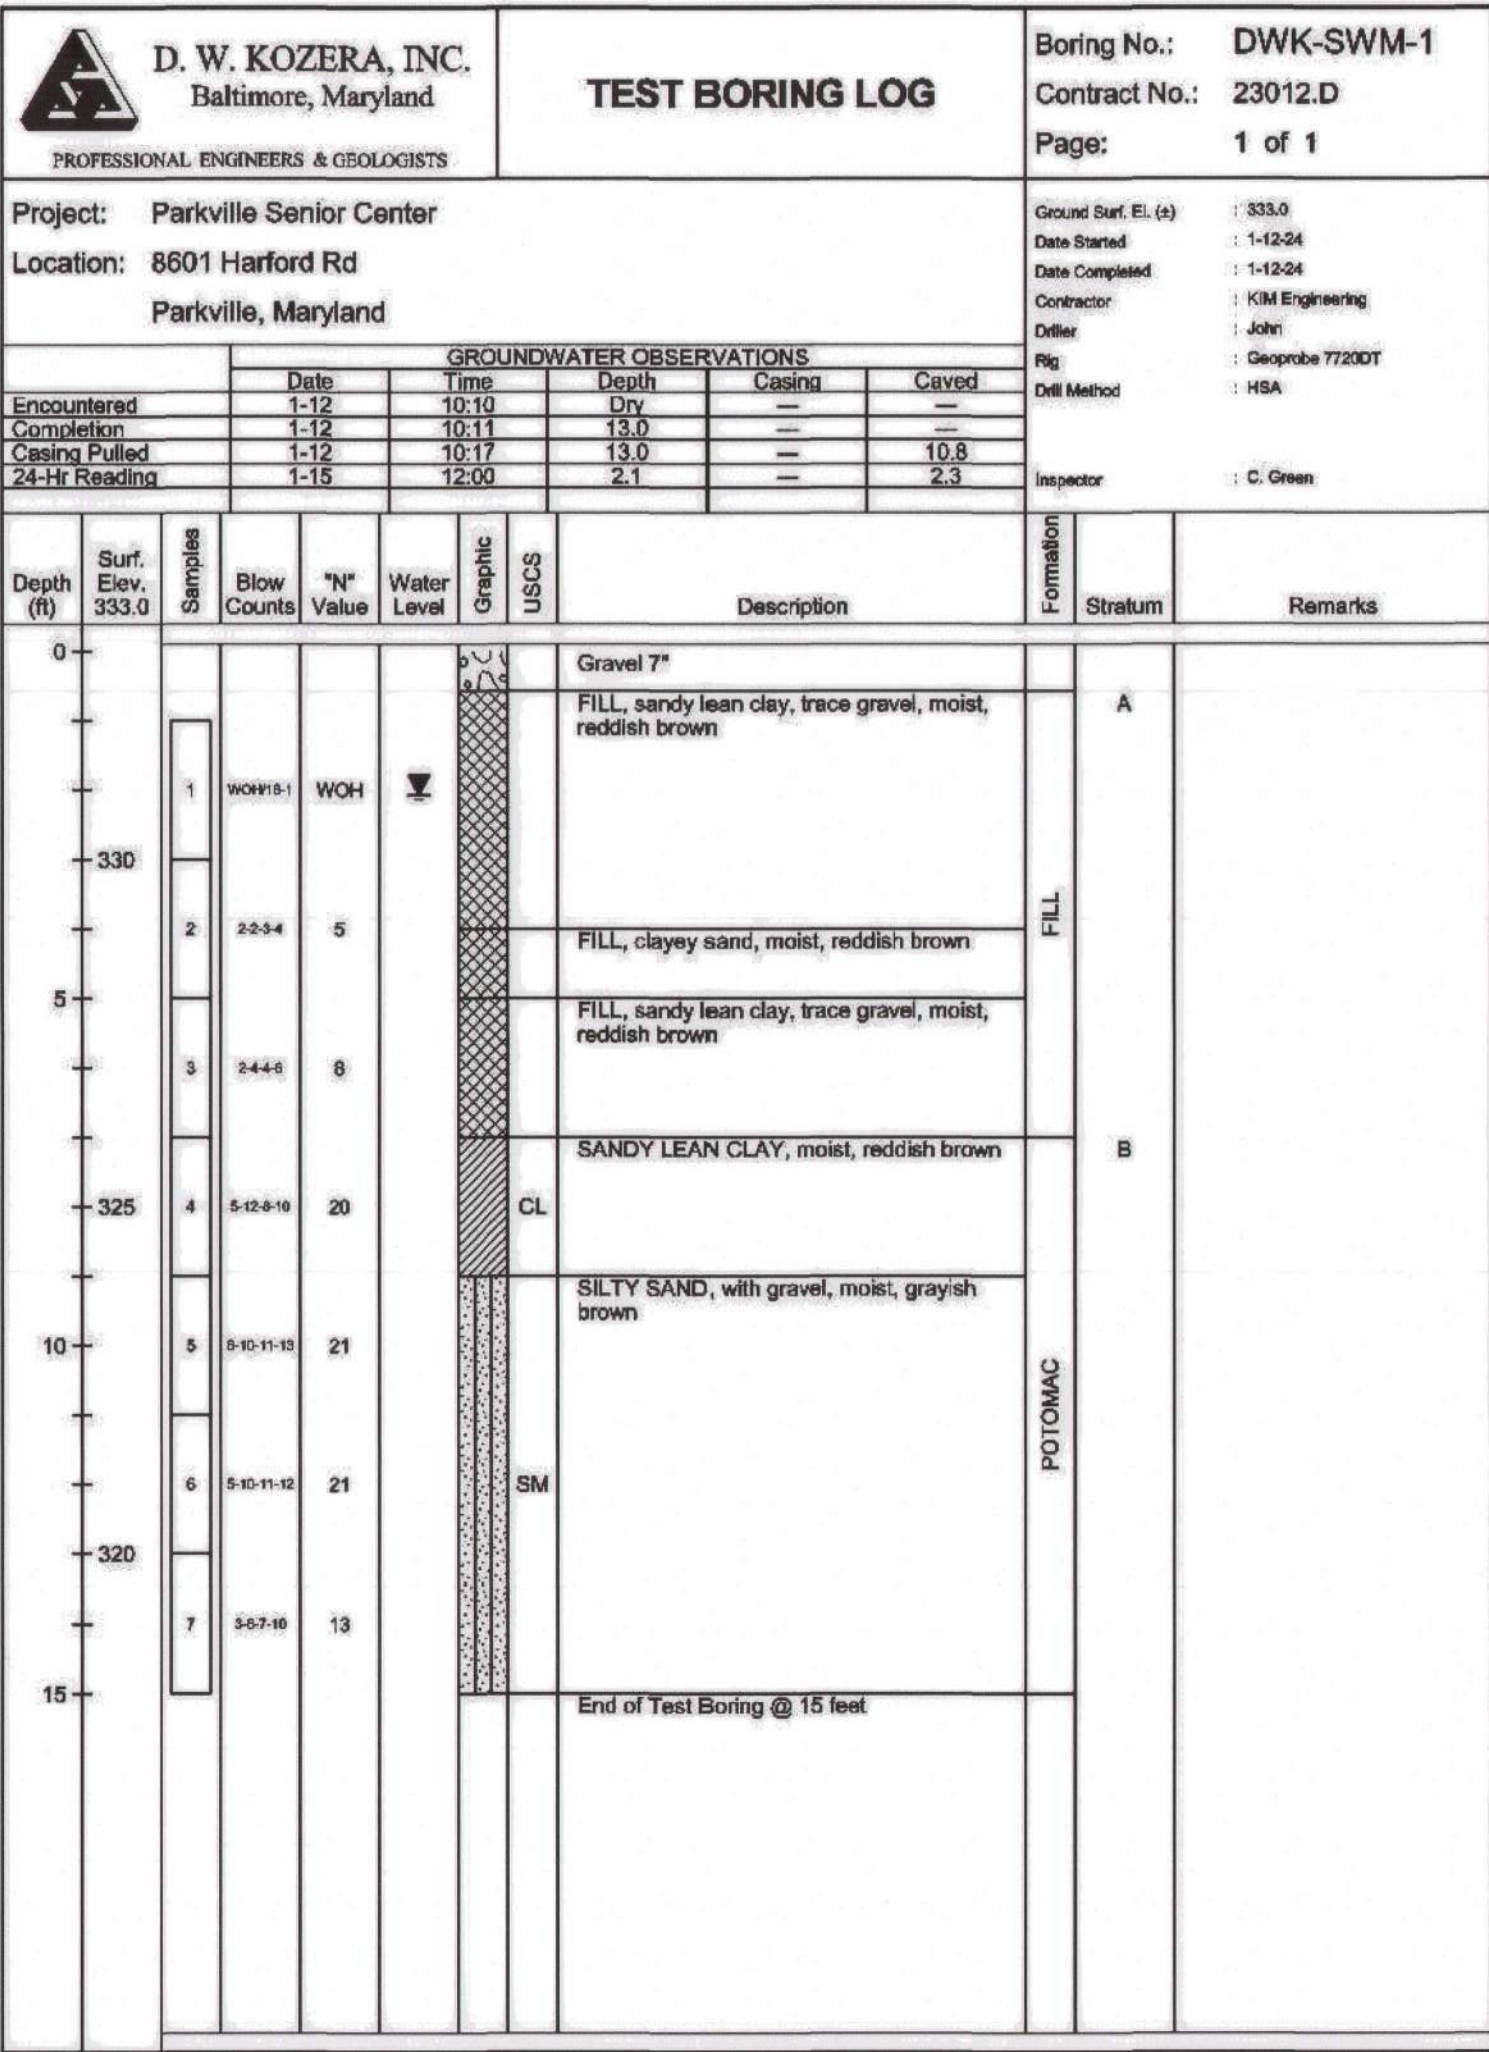 D. W. KOZERA, INC.
Baltimore, Maryland
PROFESSIONAL ENGINEERS & GEOLOGISTS
TEST BORING LOG
Boring No.: DWK-SWM-1
Contract No.: 23012.D
Page: 1 of 1
Project: Parkville Senior Center
Location: 8601 Harford Rd
Parkville, Maryland
Ground Surf. El. (±) : 333.0
Date Started : 1-12-24
Date Completed : 1-12-24
Contractor : KIM Engineering
Driller : John
Rig : Geoprobe 7720DT
Drill Method : HSA
Inspector : C. Green
GROUNDWATER OBSERVATIONS
Date Time Depth Casing Caved
Encountered 1-12 10:10 Dry — —
Completion 1-12 10:11 13.0 — —
Casing Pulled 1-12 10:17 13.0 — 10.8
24-Hr Reading 1-15 12:00 2.1 — 2.3
Depth (ft) Surf. Elev. 333.0 Samples Blow Counts "N" Value Water Level Graphic USCS Description Formation Stratum Remarks
0
Gravel 7"
FILL, sandy lean clay, trace gravel, moist, A
reddish brown
1 WOH/18-1 WOH
330
FILL
2 2-2-3-4 5
FILL, clayey sand, moist, reddish brown
5
FILL, sandy lean clay, trace gravel, moist,
reddish brown
3 2-4-4-6 8
SANDY LEAN CLAY, moist, reddish brown B
325 4 5-12-8-10 20 CL
SILTY SAND, with gravel, moist, grayish
brown
10 5 8-10-11-13 21
POTOMAC
6 5-10-11-12 21 SM
320
7 3-6-7-10 13
15
End of Test Boring @ 15 feet